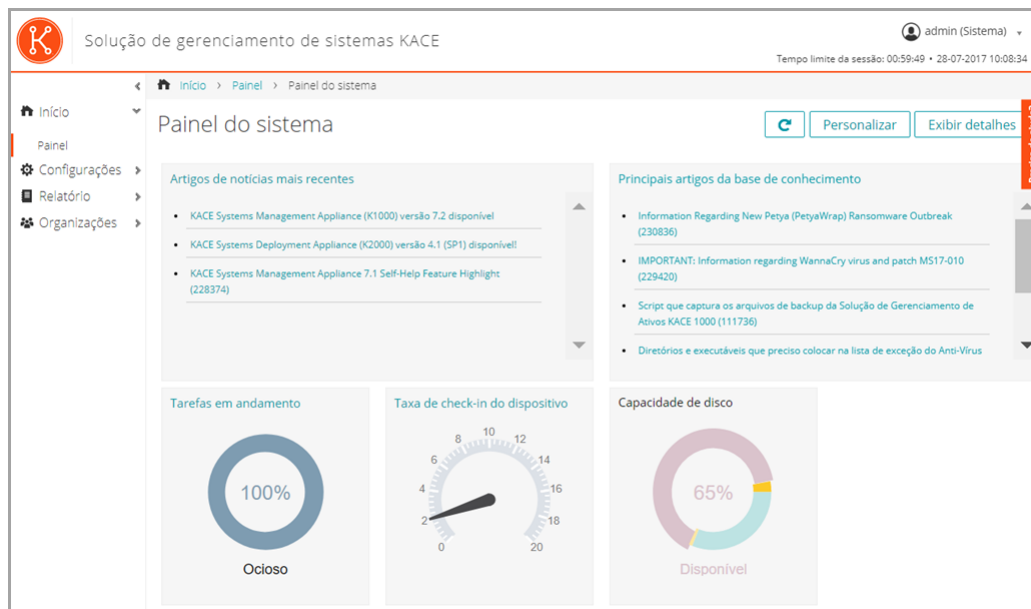 Solução de gerenciamento de sistemas KACE
admin (Sistema)
Tempo limite da sessão: 00:59:49 • 28-07-2017 10:08:34
Início
Painel
Configurações
Relatório
Organizações
Início > Painel > Painel do sistema
Painel do sistema
Personalizar
Exibir detalhes
Artigos de notícias mais recentes
KACE Systems Management Appliance (K1000) versão 7.2 disponível
KACE Systems Deployment Appliance (K2000) versão 4.1 (SP1) disponível!
KACE Systems Management Appliance 7.1 Self-Help Feature Highlight
(228374)
Principais artigos da base de conhecimento
Information Regarding New Petya (PetyaWrap) Ransomware Outbreak
(230836)
IMPORTANT: Information regarding WannaCry virus and patch MS17-010
(229420)
Script que captura os arquivos de backup da Solução de Gerenciamento de
Ativos KACE 1000 (111736)
Diretórios e executáveis que preciso colocar na lista de exceção do Anti-Vírus
Tarefas em andamento
100%
Ocioso
Taxa de check-in do dispositivo
0
2
4
6
8
10
12
14
16
18
20
Capacidade de disco
65%
Disponível